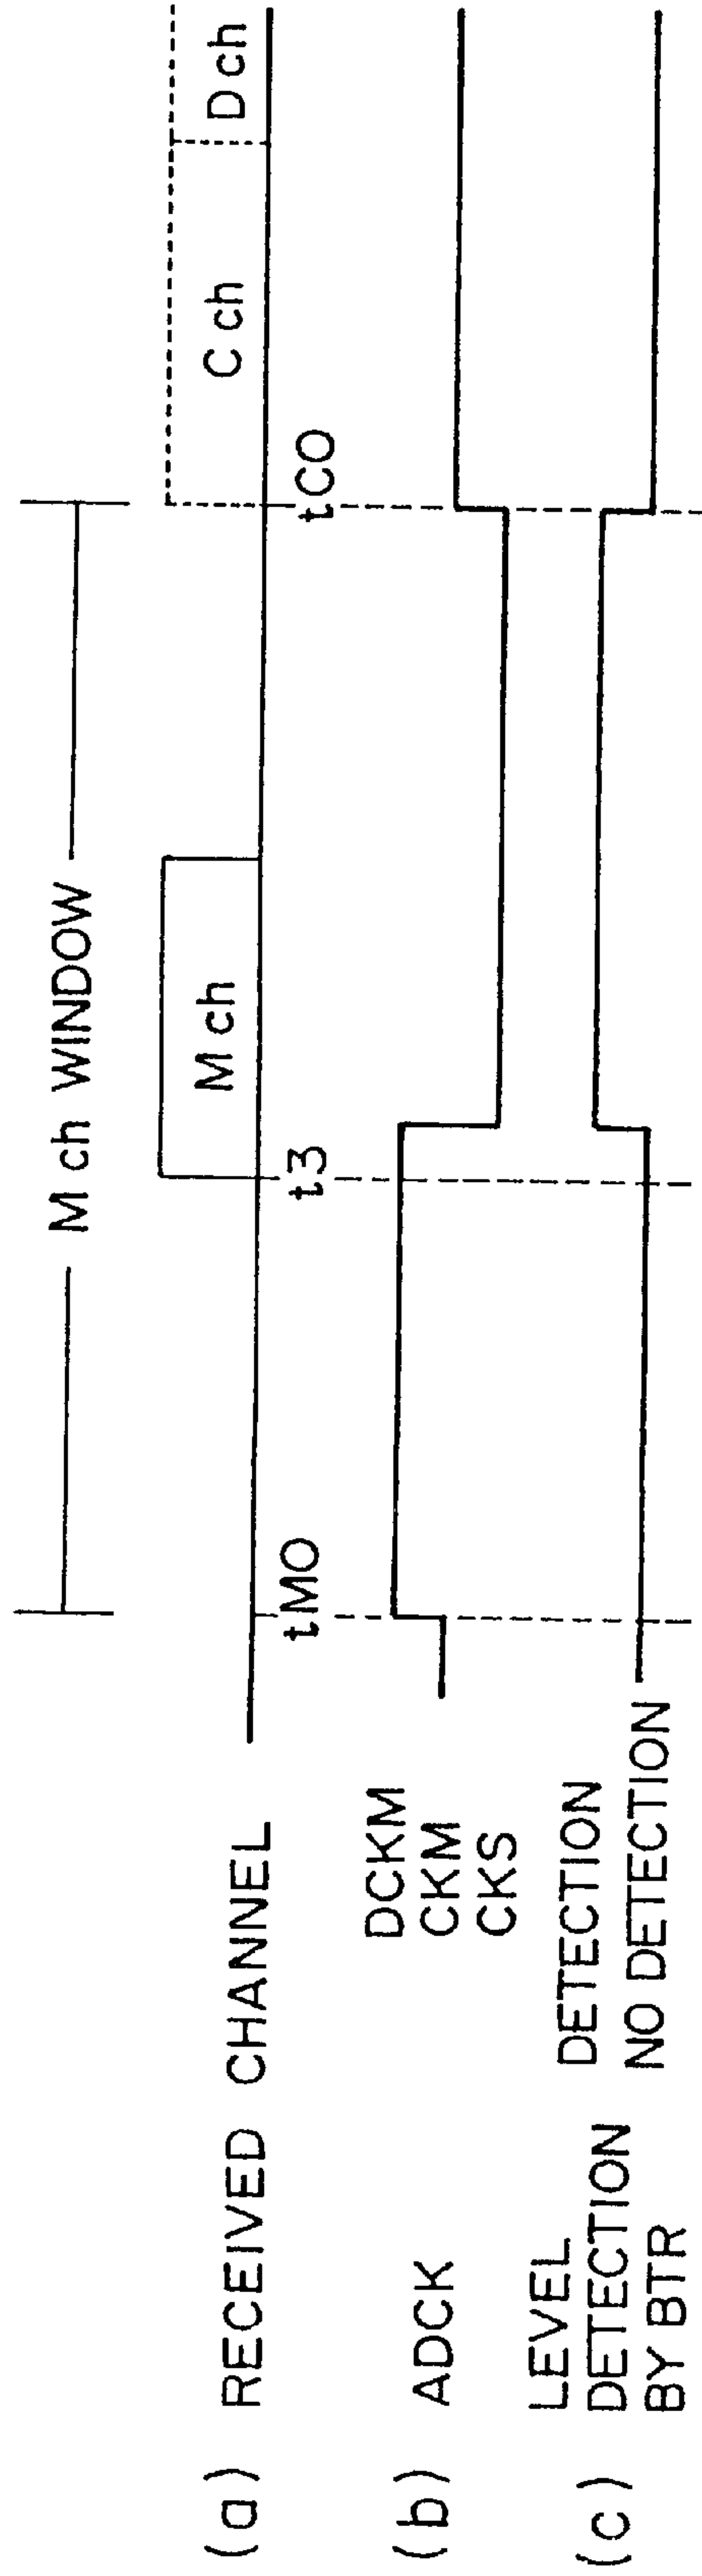 M ch WINDOW
(a) RECEIVED CHANNEL
M ch
C ch
D ch
tMO
t3
tCO
(b) ADCK
DCKM
CKM
CKS
(c) LEVEL
DETECTION
BY BTR
DETECTION
NO DETECTION